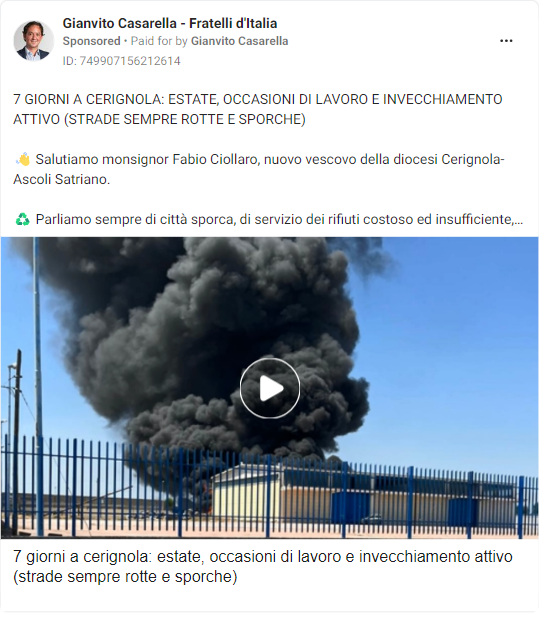 Gianvito Casarella - Fratelli d'Italia
Sponsored • Paid for by Gianvito Casarella
ID: 749907156212614
7 GIORNI A CERIGNOLA: ESTATE, OCCASIONI DI LAVORO E INVECCHIAMENTO
ATTIVO (STRADE SEMPRE ROTTE E SPORCHE)
👋 Salutiamo monsignor Fabio Ciollaro, nuovo vescovo della diocesi Cerignola-
Ascoli Satriano.
♻️ Parliamo sempre di città sporca, di servizio dei rifiuti costoso ed insufficiente,...
7 giorni a cerignola: estate, occasioni di lavoro e invecchiamento attivo
(strade sempre rotte e sporche)